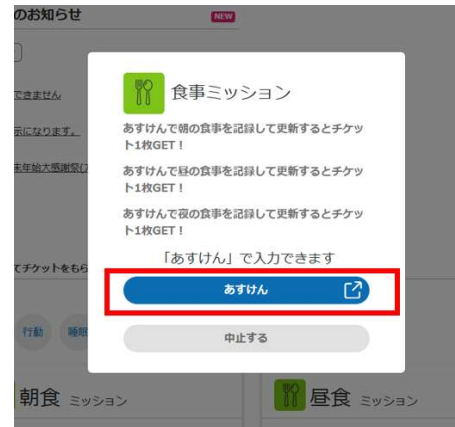 のお知らせ
NEW
できません
示になります。
末年始大感謝祭(
てチケットをもら
行動
睡眠
食事ミッション
あすけんで朝の食事を記録して更新するとチケッ
ト1枚GET！
あすけんで昼の食事を記録して更新するとチケッ
ト1枚GET！
あすけんで夜の食事を記録して更新するとチケッ
ト1枚GET！
「あすけん」で入力できます
あすけん
中止する
朝食 ミッション
昼食 ミッション